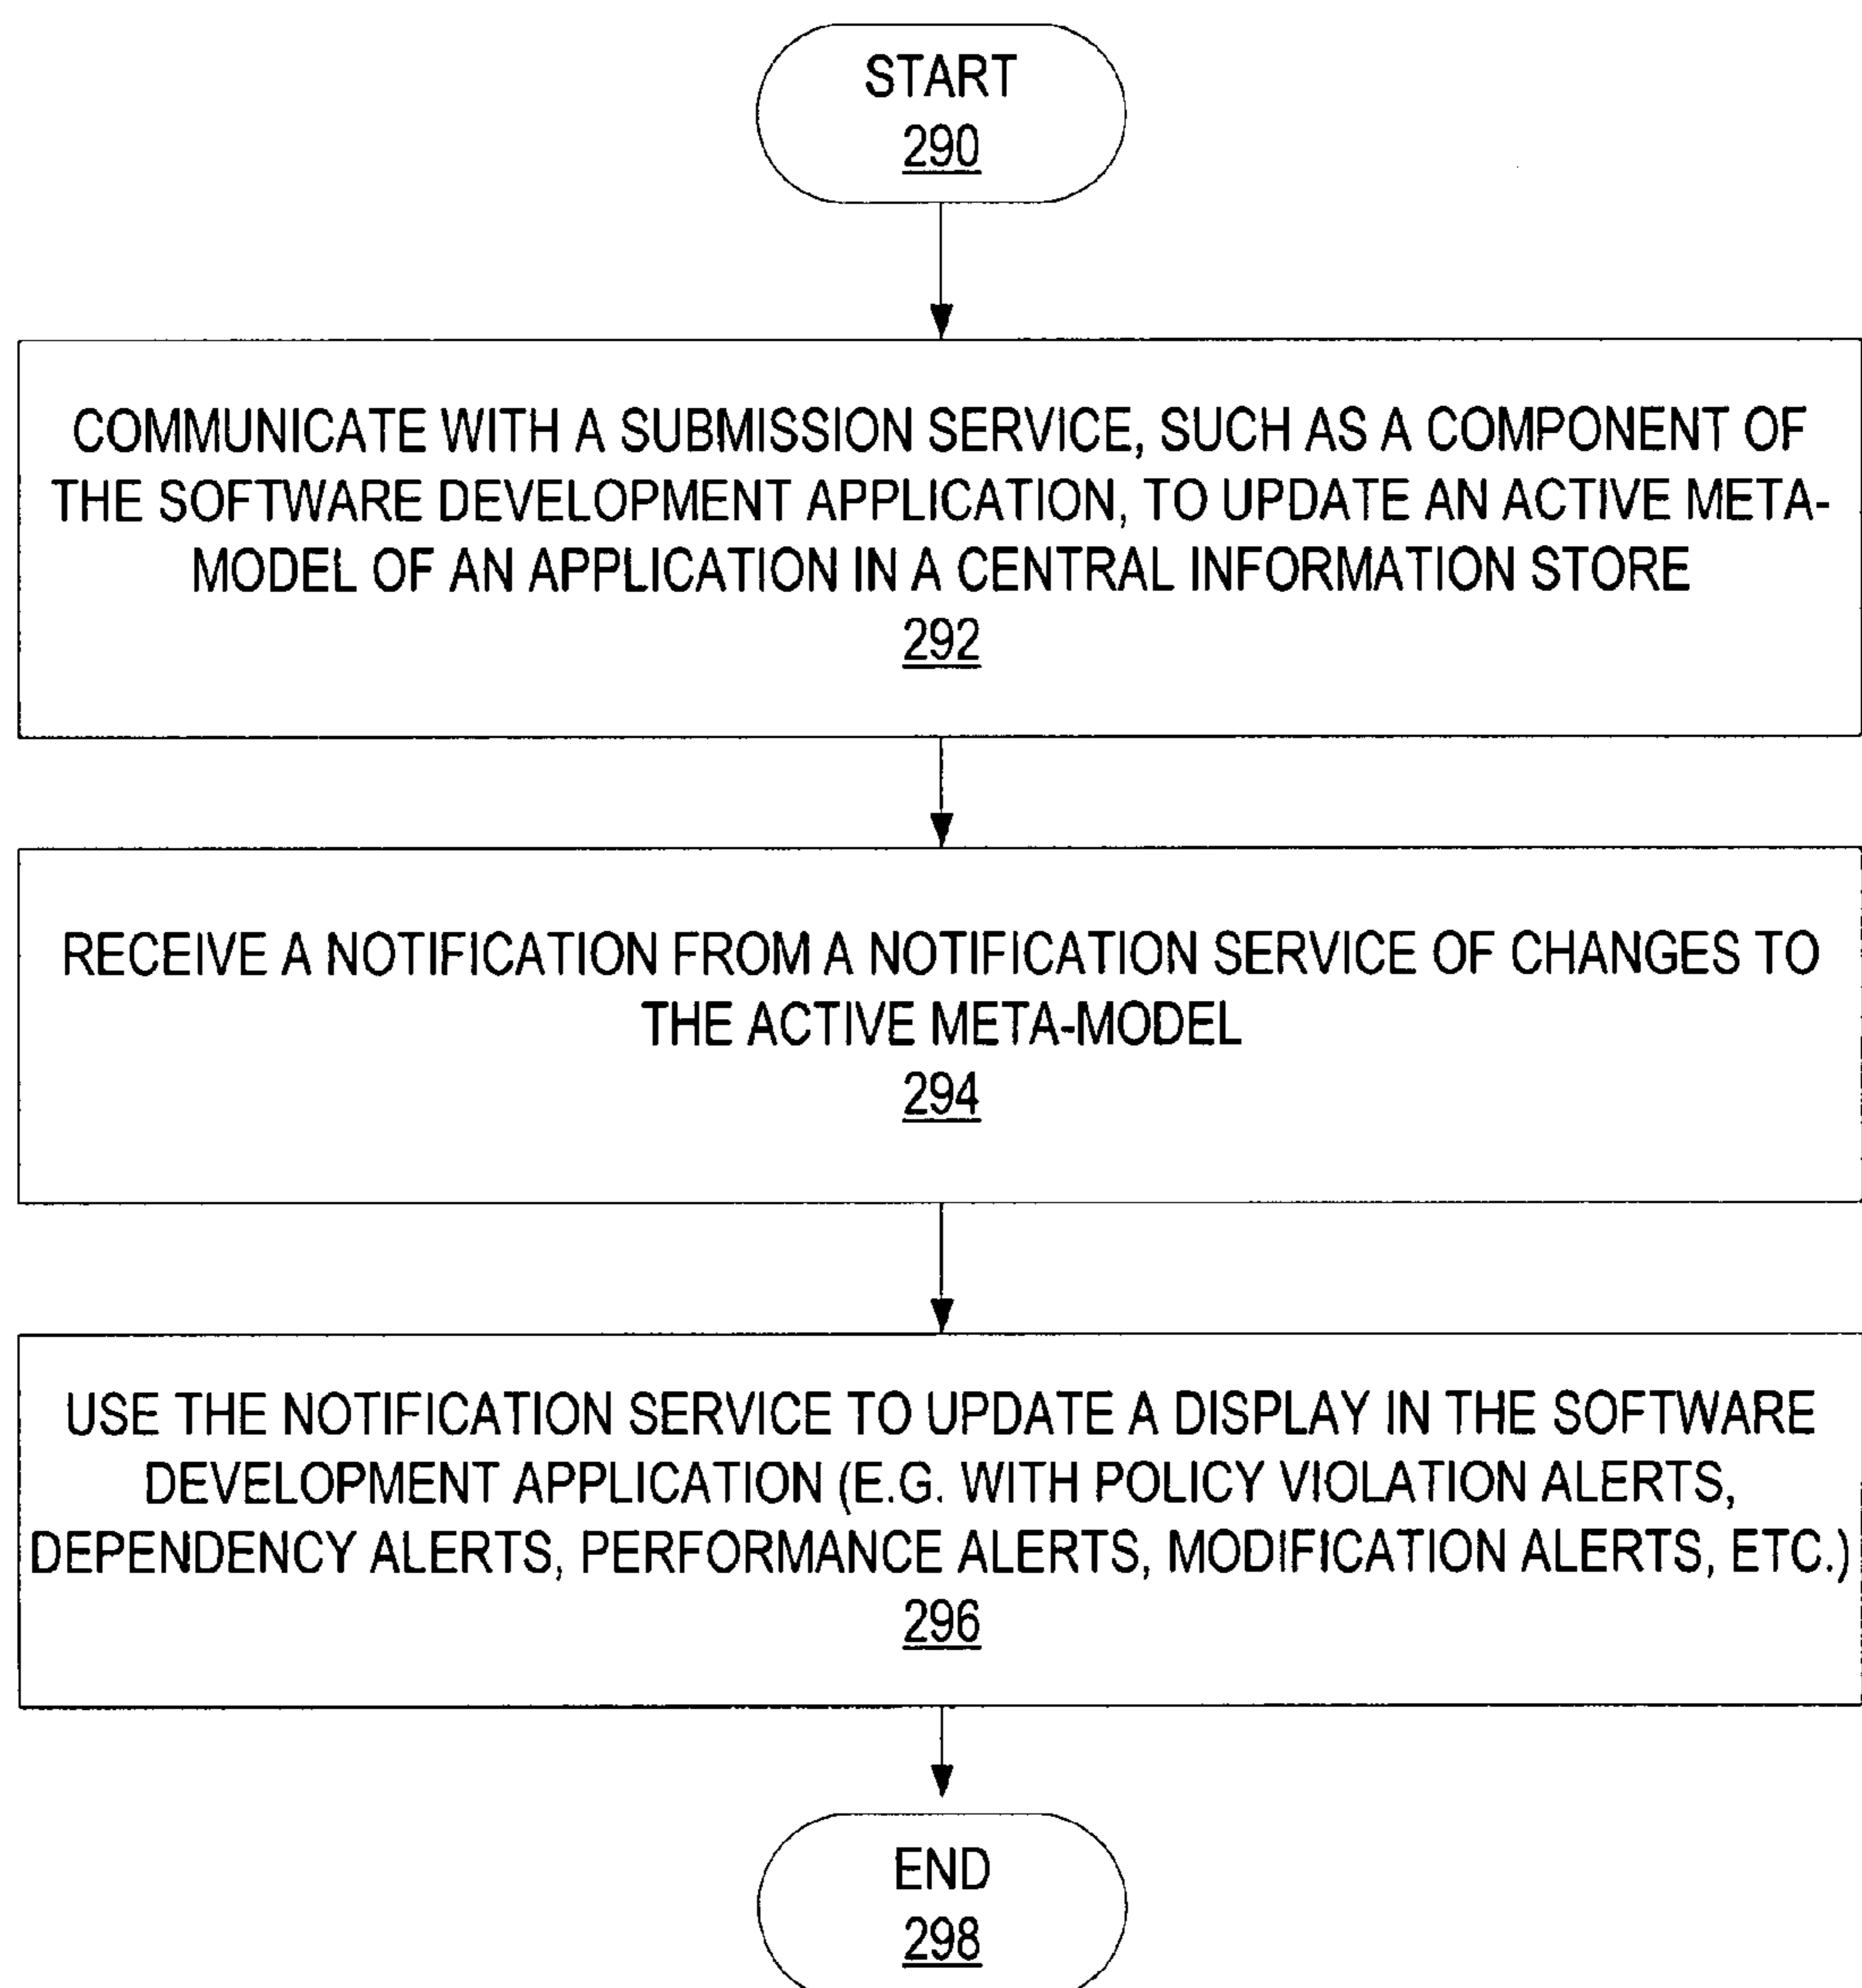 START
290
COMMUNICATE WITH A SUBMISSION SERVICE, SUCH AS A COMPONENT OF
THE SOFTWARE DEVELOPMENT APPLICATION, TO UPDATE AN ACTIVE META-
MODEL OF AN APPLICATION IN A CENTRAL INFORMATION STORE
292
RECEIVE A NOTIFICATION FROM A NOTIFICATION SERVICE OF CHANGES TO
THE ACTIVE META-MODEL
294
USE THE NOTIFICATION SERVICE TO UPDATE A DISPLAY IN THE SOFTWARE
DEVELOPMENT APPLICATION (E.G. WITH POLICY VIOLATION ALERTS,
DEPENDENCY ALERTS, PERFORMANCE ALERTS, MODIFICATION ALERTS, ETC.)
296
END
298